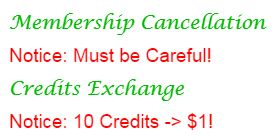 Membership Cancellation
Notice: Must be Careful!
Credits Exchange
Notice: 10 Credits -> $1!